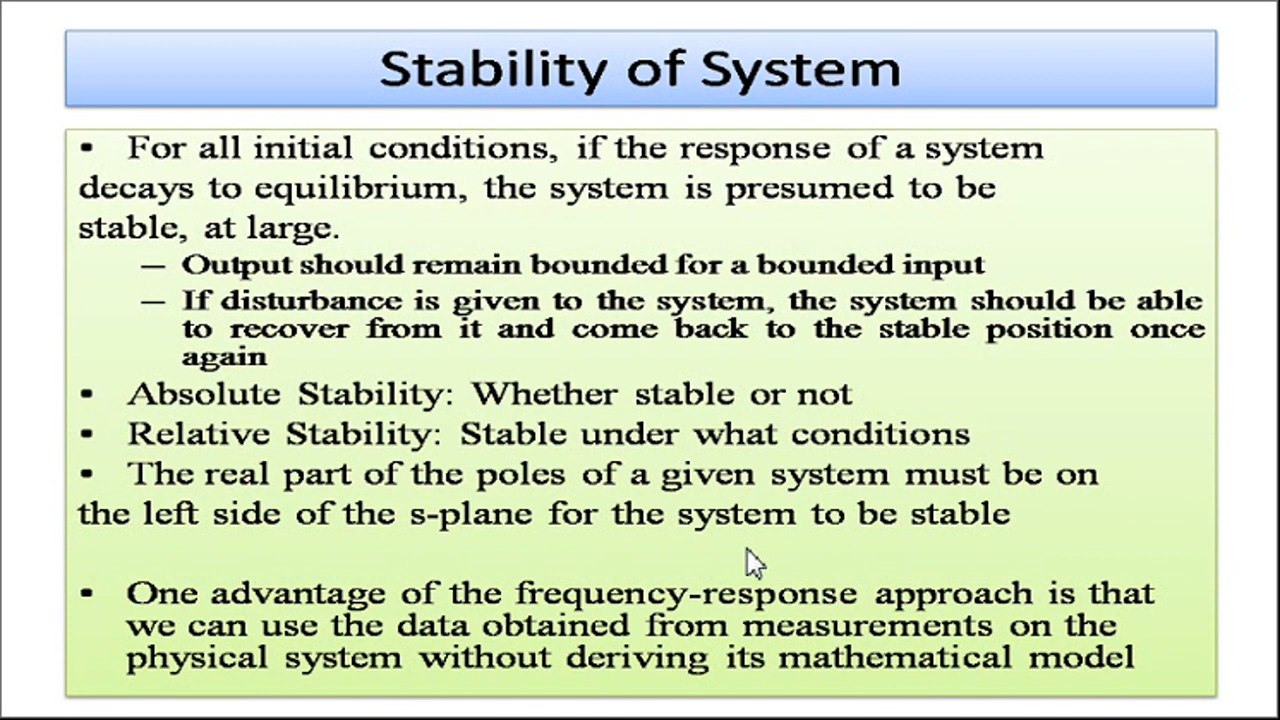 Stability of System
▪ For all initial conditions, if the response of a system
decays to equilibrium, the system is presumed to be
stable, at large.
– Output should remain bounded for a bounded input
– If disturbance is given to the system, the system should be able
to recover from it and come back to the stable position once
again
▪ Absolute Stability: Whether stable or not
▪ Relative Stability: Stable under what conditions
▪ The real part of the poles of a given system must be on
the left side of the s-plane for the system to be stable
▪ One advantage of the frequency-response approach is that
we can use the data obtained from measurements on the
physical system without deriving its mathematical model